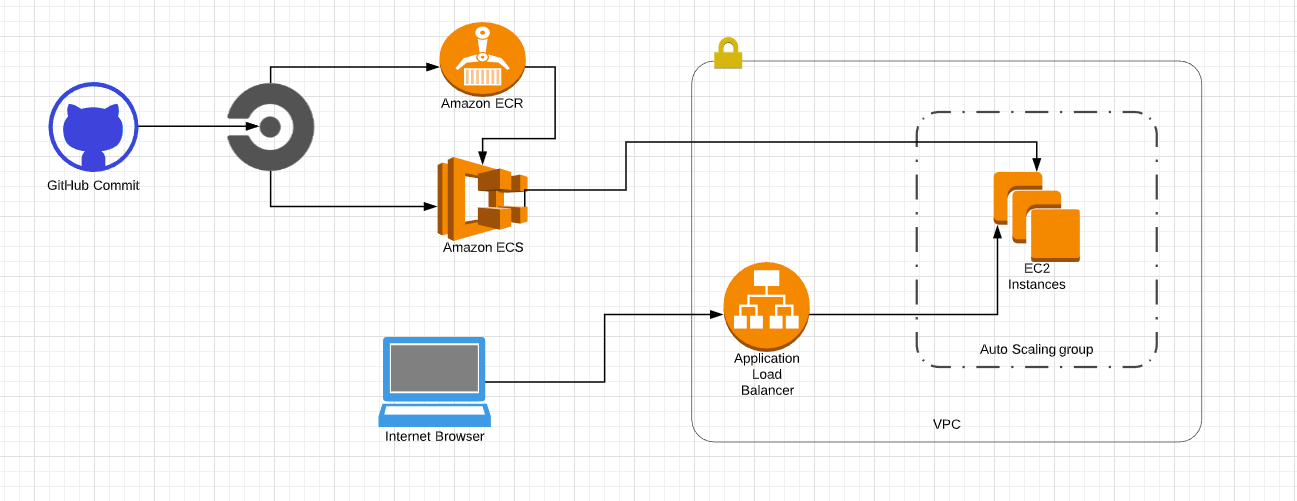 Amazon ECR
GitHub Commit
Amazon ECS
EC2
Instances
Auto Scaling group
Application
Load
Balancer
Internet Browser
VPC